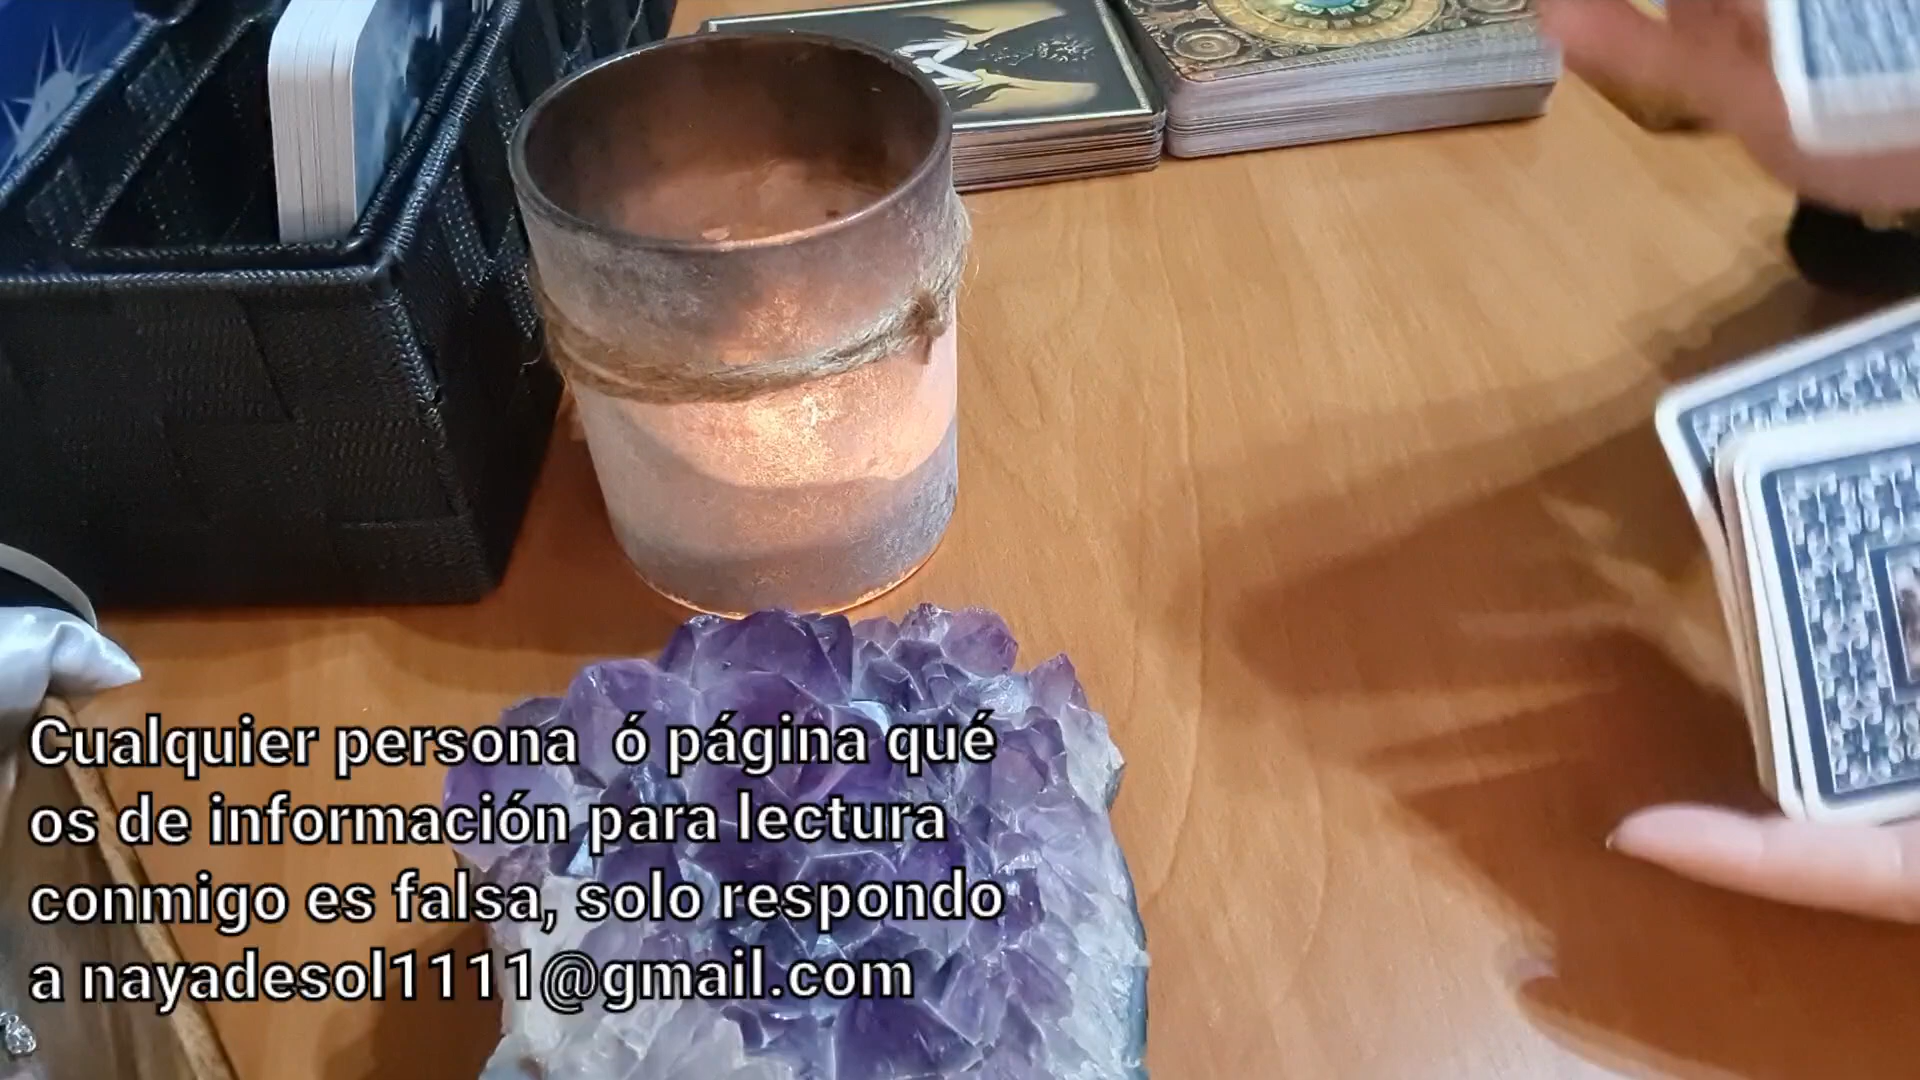 Cualquier persona  ó página qué
os de información para lectura
conmigo es falsa, solo respondo
a nayadesol1111@gmail.com